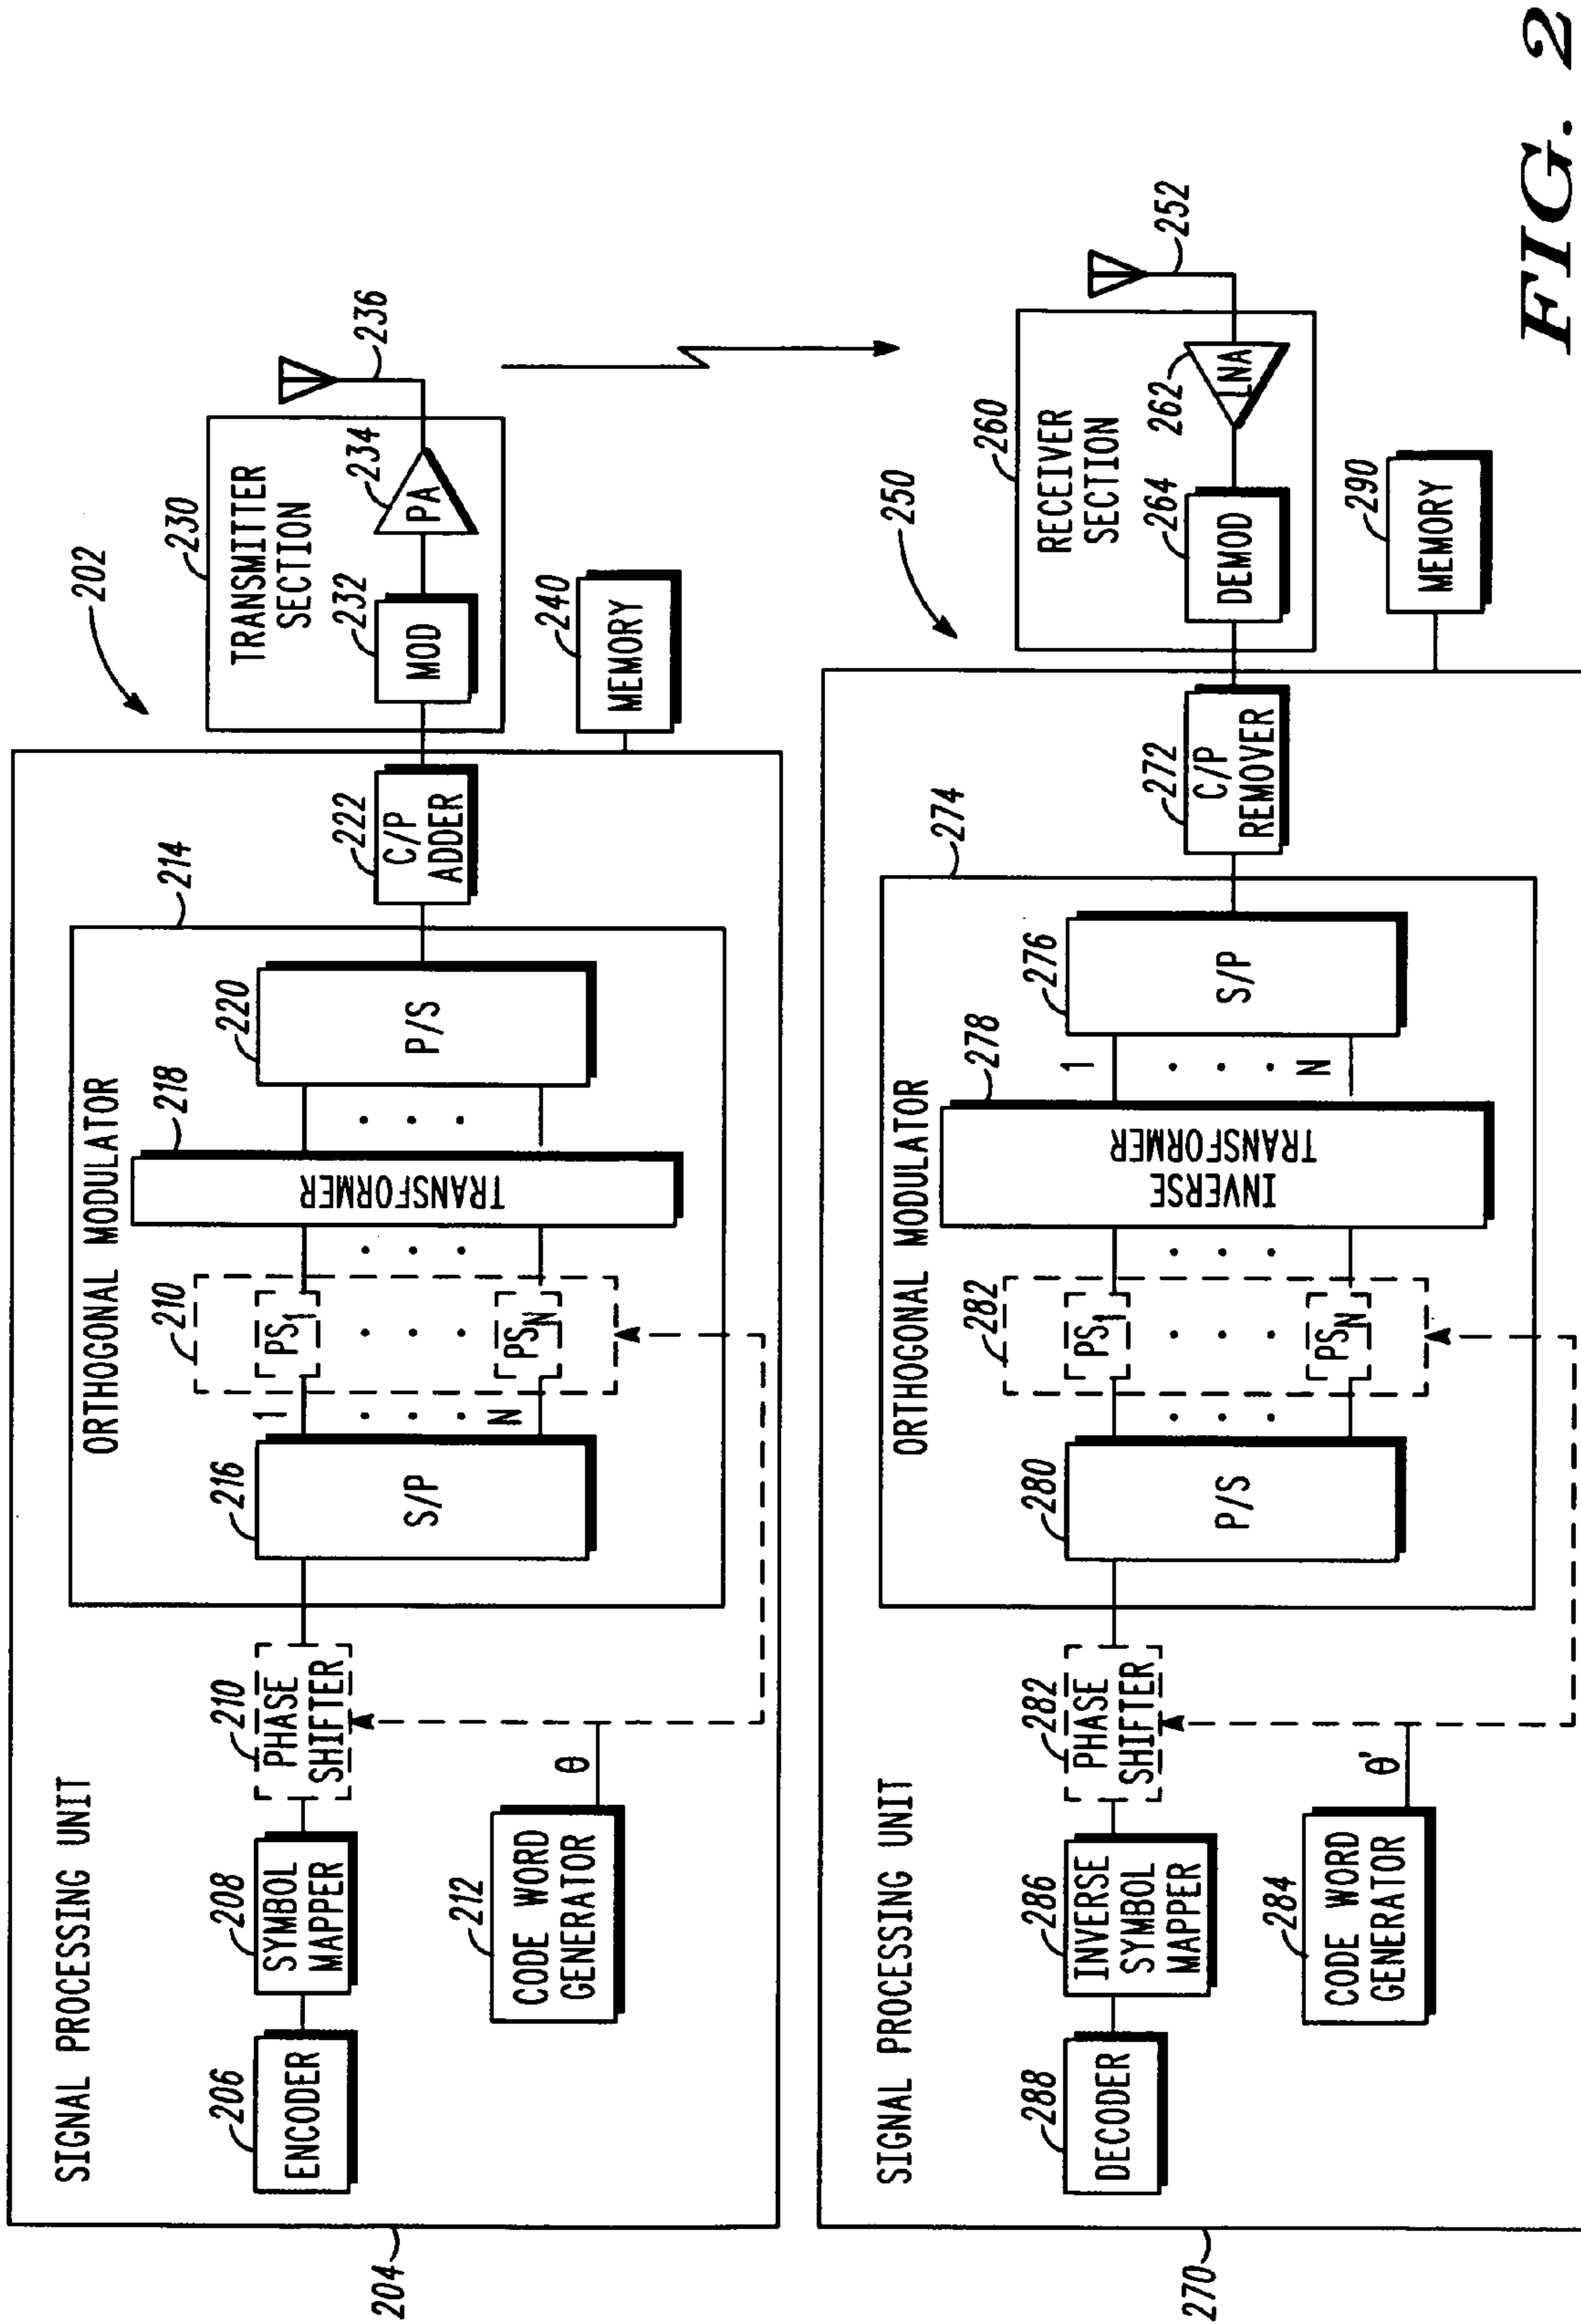 202
204
SIGNAL PROCESSING UNIT
206
ENCODER
208
SYMBOL
MAPPER
210
PHASE
SHIFTER
212
CODE WORD
GENERATOR
θ
214
ORTHOGONAL MODULATOR
216
S/P
1
N
210
PS1
PSN
218
TRANSFORMER
220
P/S
222
C/P
ADDER
230
TRANSMITTER
SECTION
232
MOD
234
PA
236
240
MEMORY
250
270
SIGNAL PROCESSING UNIT
288
DECODER
286
INVERSE
SYMBOL
MAPPER
282
PHASE
SHIFTER
284
CODE WORD
GENERATOR
θ'
274
ORTHOGONAL MODULATOR
280
P/S
282
PS1
PSN
278
INVERSE
TRANSFORMER
1
N
276
S/P
272
C/P
REMOVER
260
RECEIVER
SECTION
264
DEMOD
262
LNA
252
290
MEMORY
FIG. 2